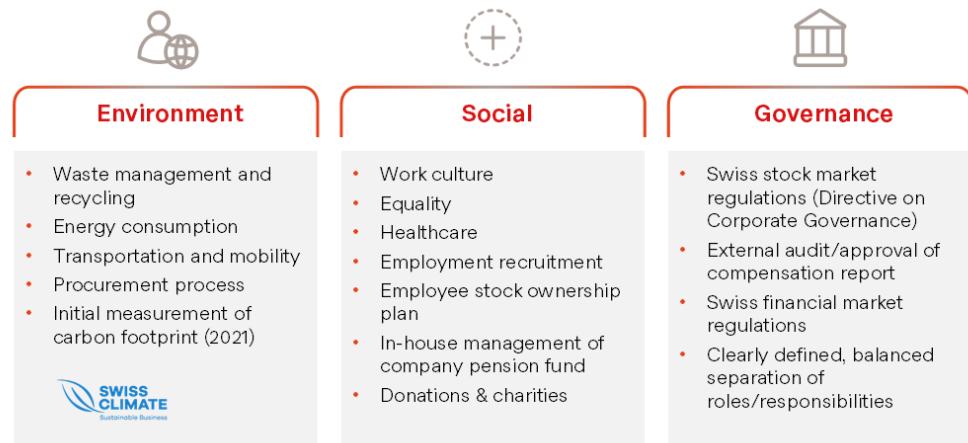 Environment
• Waste management and
recycling
• Energy consumption
• Transportation and mobility
• Procurement process
• Initial measurement of
carbon footprint (2021)
SWISS
CLIMATE
Sustainable Business
Social
• Work culture
• Equality
• Healthcare
• Employment recruitment
• Employee stock ownership
plan
• In-house management of
company pension fund
• Donations & charities
Governance
• Swiss stock market
regulations (Directive on
Corporate Governance)
• External audit/approval of
compensation report
• Swiss financial market
regulations
• Clearly defined, balanced
separation of
roles/responsibilities